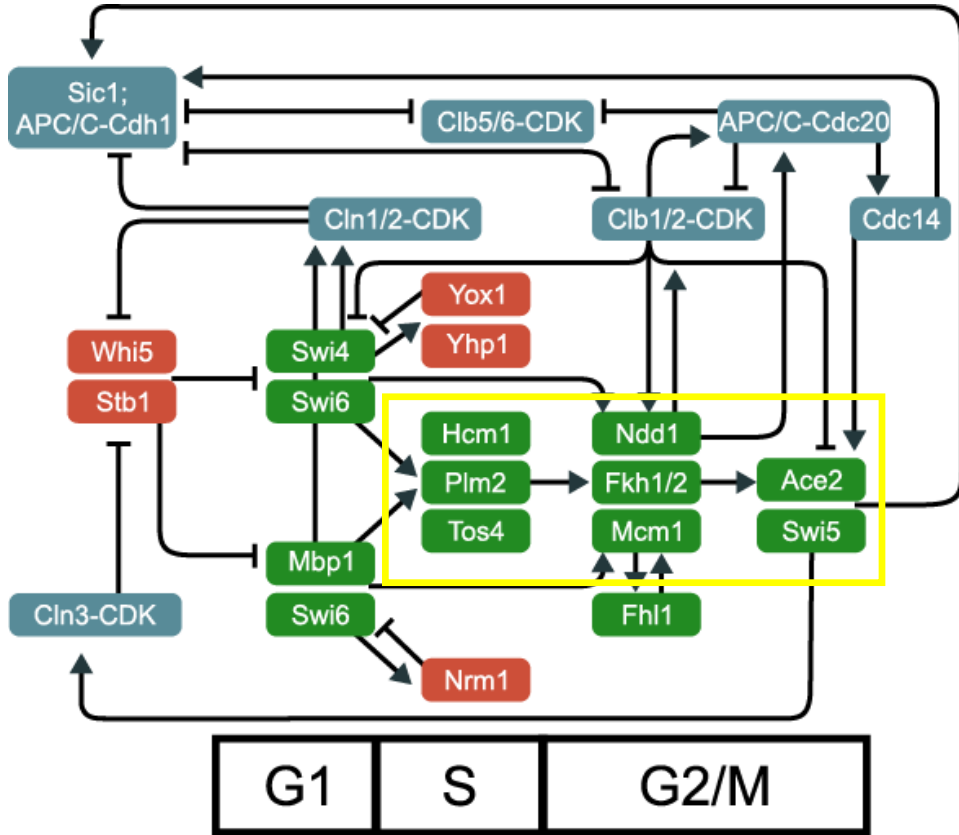 Sic1;
APC/C-Cdh1
Clb5/6-CDK
APC/C-Cdc20
Cln1/2-CDK
Clb1/2-CDK
Cdc14
Yox1
Yhp1
Whi5
Stb1
Swi4
Swi6
Hcm1
Plm2
Tos4
Ndd1
Fkh1/2
Mcm1
Ace2
Swi5
Mbp1
Swi6
Cln3-CDK
Fhl1
Nrm1
G1
S
G2/M